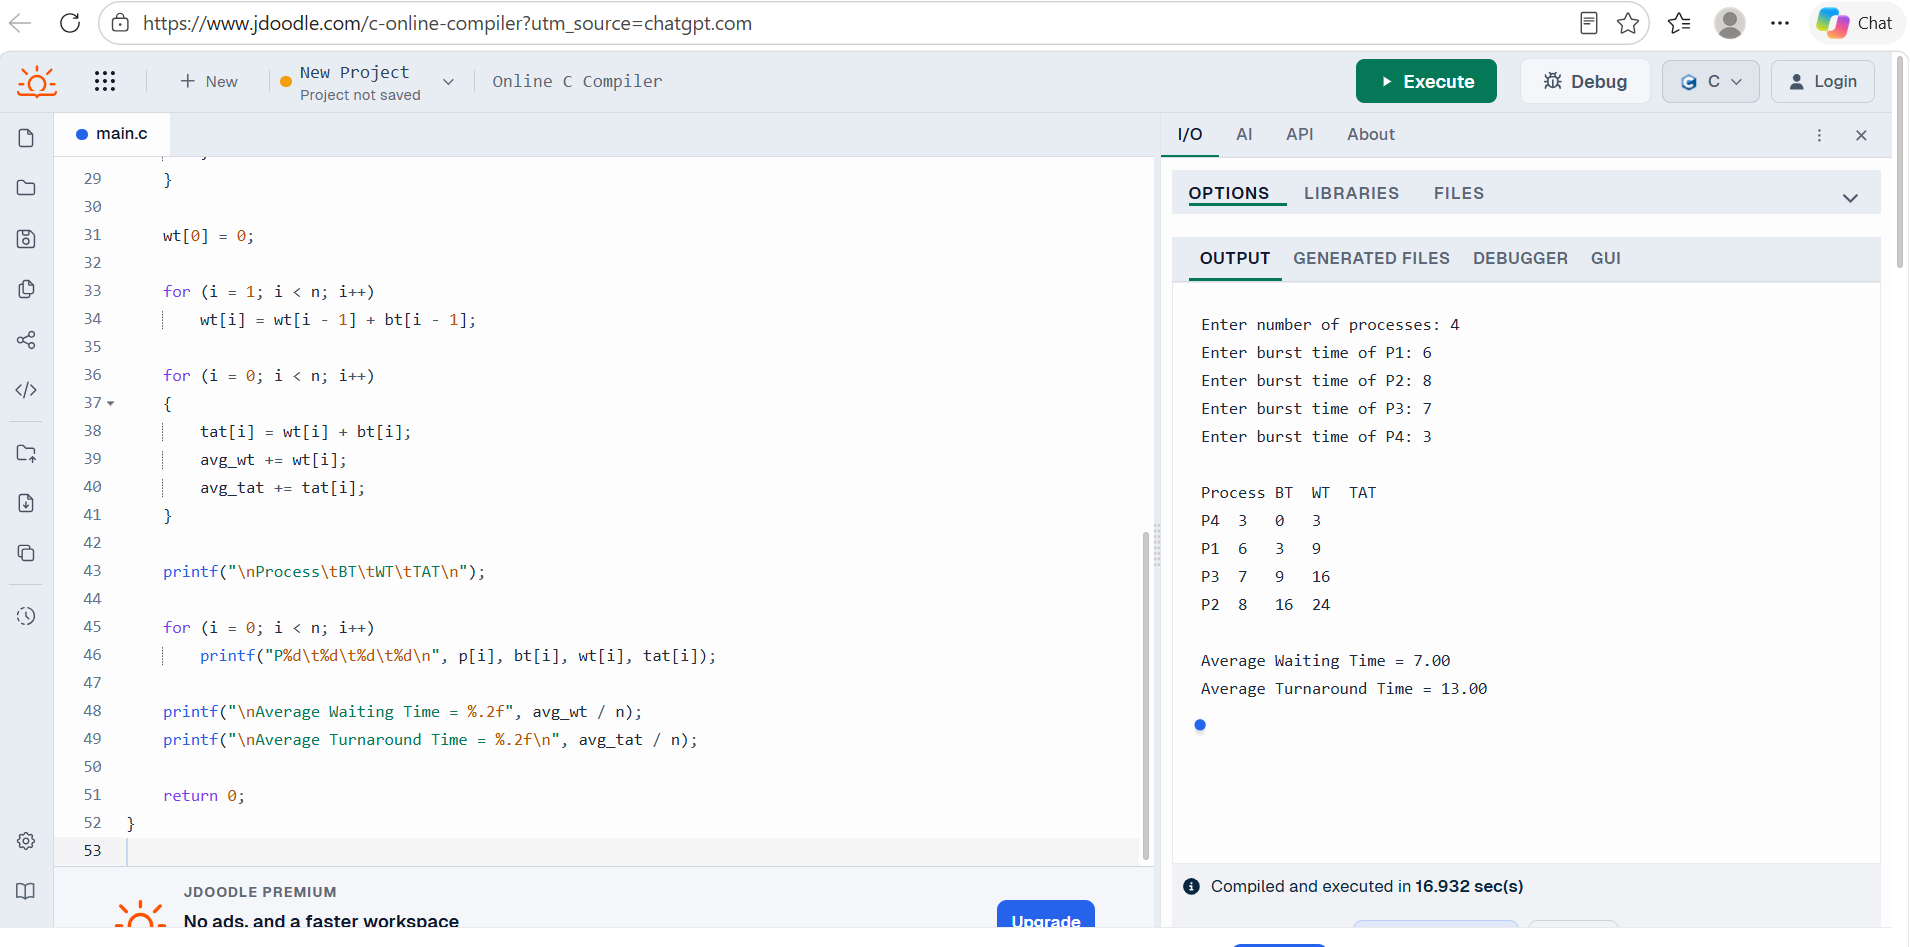 https://www.jdoodle.com/c-online-compiler?utm_source=chatgpt.com
Chat
New
New Project
Project not saved
Online C Compiler
Execute
Debug
C
Login
main.c
29 }
30
31 wt[0] = 0;
32
33 for (i = 1; i < n; i++)
34 wt[i] = wt[i - 1] + bt[i - 1];
35
36 for (i = 0; i < n; i++)
37 {
38 tat[i] = wt[i] + bt[i];
39 avg_wt += wt[i];
40 avg_tat += tat[i];
41 }
42
43 printf("\nProcess\tBT\tWT\tTAT\n");
44
45 for (i = 0; i < n; i++)
46 printf("P%d\t%d\t%d\t%d\n", p[i], bt[i], wt[i], tat[i]);
47
48 printf("\nAverage Waiting Time = %.2f", avg_wt / n);
49 printf("\nAverage Turnaround Time = %.2f\n", avg_tat / n);
50
51 return 0;
52 }
53
JDOODLE PREMIUM
No ads, and a faster workspace
Upgrade
I/O AI API About
OPTIONS LIBRARIES FILES
OUTPUT GENERATED FILES DEBUGGER GUI
Enter number of processes: 4
Enter burst time of P1: 6
Enter burst time of P2: 8
Enter burst time of P3: 7
Enter burst time of P4: 3
Process BT WT TAT
P4 3 0 3
P1 6 3 9
P3 7 9 16
P2 8 16 24
Average Waiting Time = 7.00
Average Turnaround Time = 13.00
Compiled and executed in 16.932 sec(s)